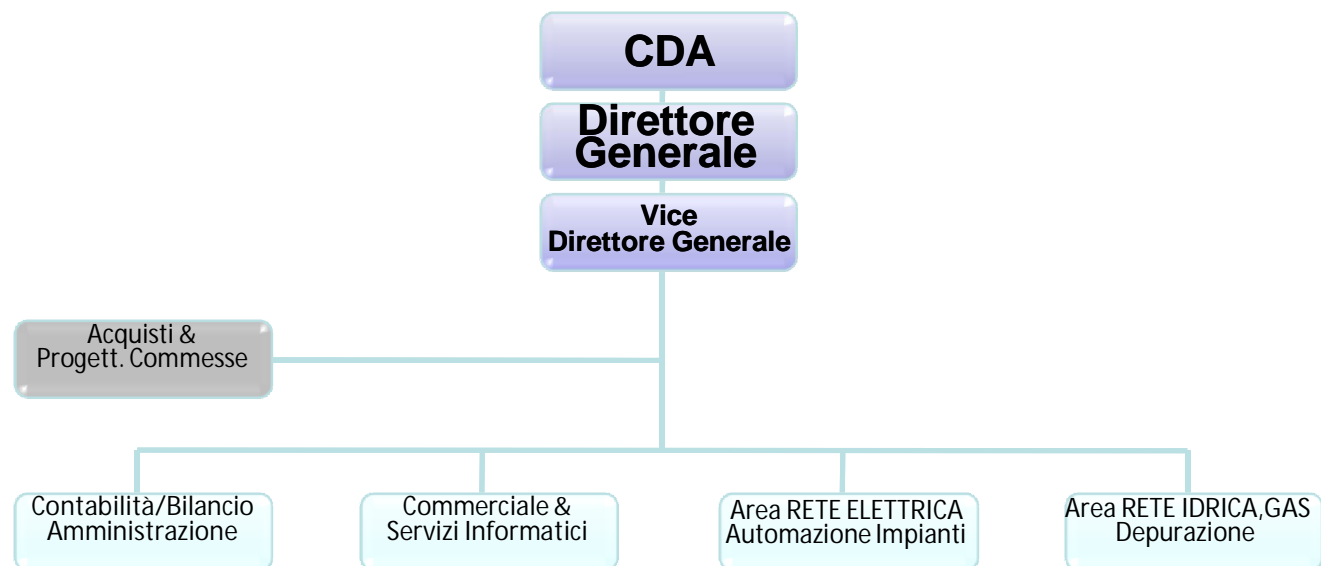 CDA
Direttore
Generale
Vice
Direttore Generale
Acquisti &
Progett. Commesse
Contabilità/Bilancio
Amministrazione
Commerciale &
Servizi Informatici
Area RETE ELETTRICA
Automazione Impianti
Area RETE IDRICA,GAS
Depurazione